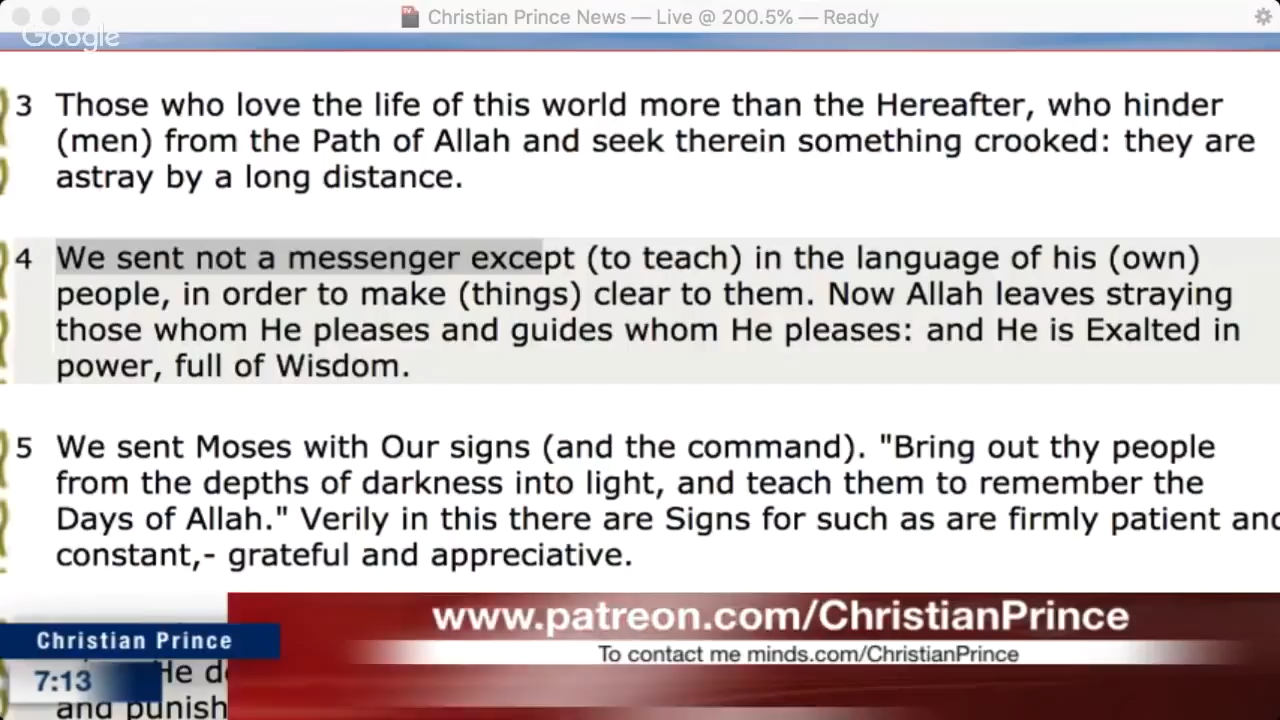 Christian Prince News — Live @ 200.5% — Ready
Google
3 Those who love the life of this world more than the Hereafter, who hinder
(men) from the Path of Allah and seek therein something crooked: they are
astray by a long distance.
4 We sent not a messenger except (to teach) in the language of his (own)
people, in order to make (things) clear to them. Now Allah leaves straying
those whom He pleases and guides whom He pleases: and He is Exalted in
power, full of Wisdom.
5 We sent Moses with Our signs (and the command). "Bring out thy people
from the depths of darkness into light, and teach them to remember the
Days of Allah." Verily in this there are Signs for such as are firmly patient and
constant,- grateful and appreciative.
www.patreon.com/ChristianPrince
Christian Prince
To contact me minds.com/ChristianPrince
7:13
He
and punish